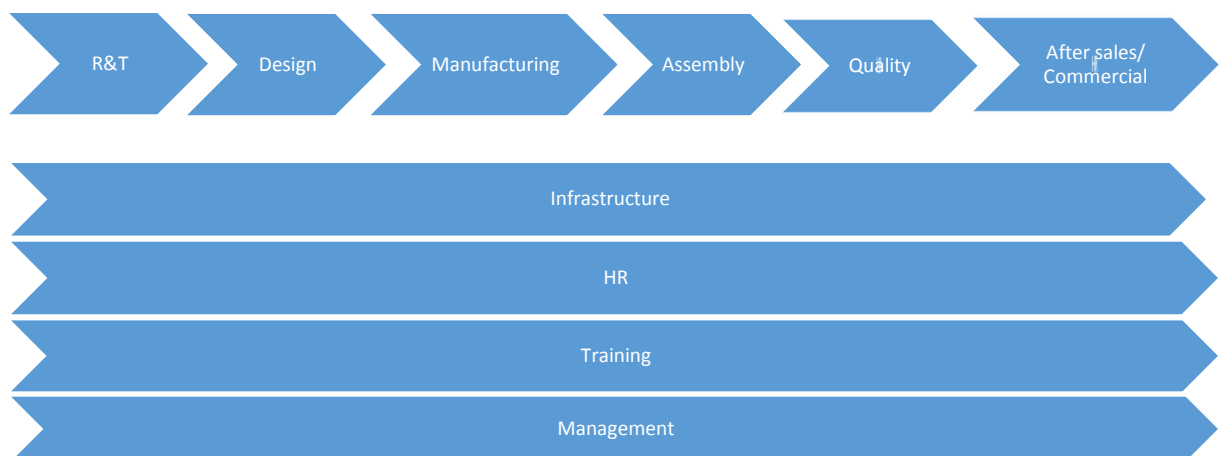 R&T
Design
Manufacturing
Assembly
Quality
After sales/
Commercial
Infrastructure
HR
Training
Management